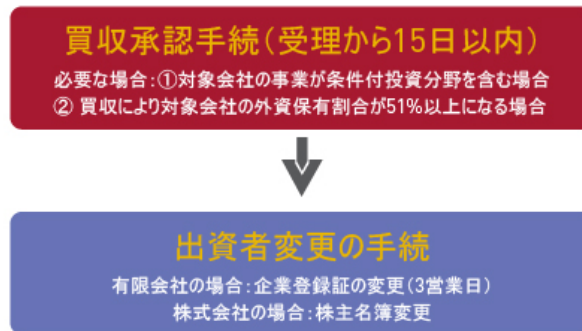 買収承認手続(受理から15日以内)
必要な場合:①対象会社の事業が条件付投資分野を含む場合
② 買収により対象会社の外資保有割合が51%以上になる場合
出資者変更の手続
有限会社の場合:企業登録証の変更(3営業日)
株式会社の場合:株主名簿変更